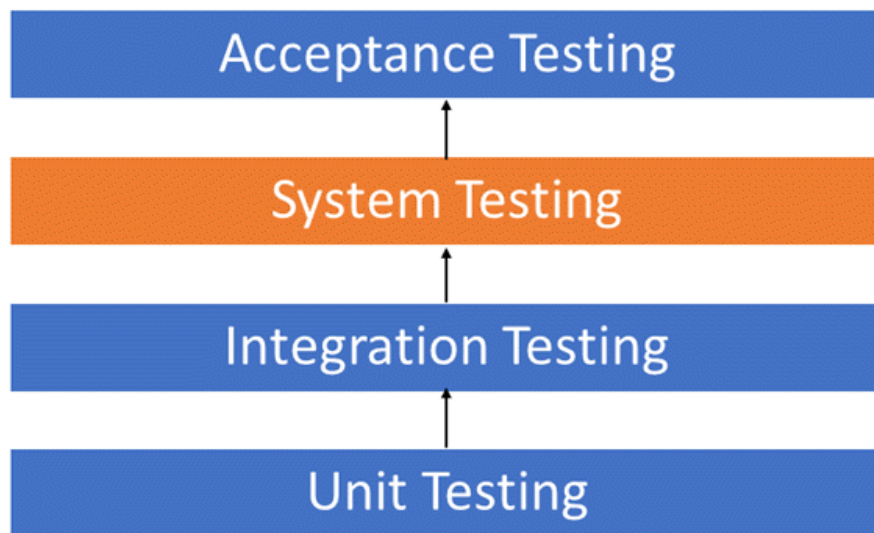 Acceptance Testing
System Testing
Integration Testing
Unit Testing